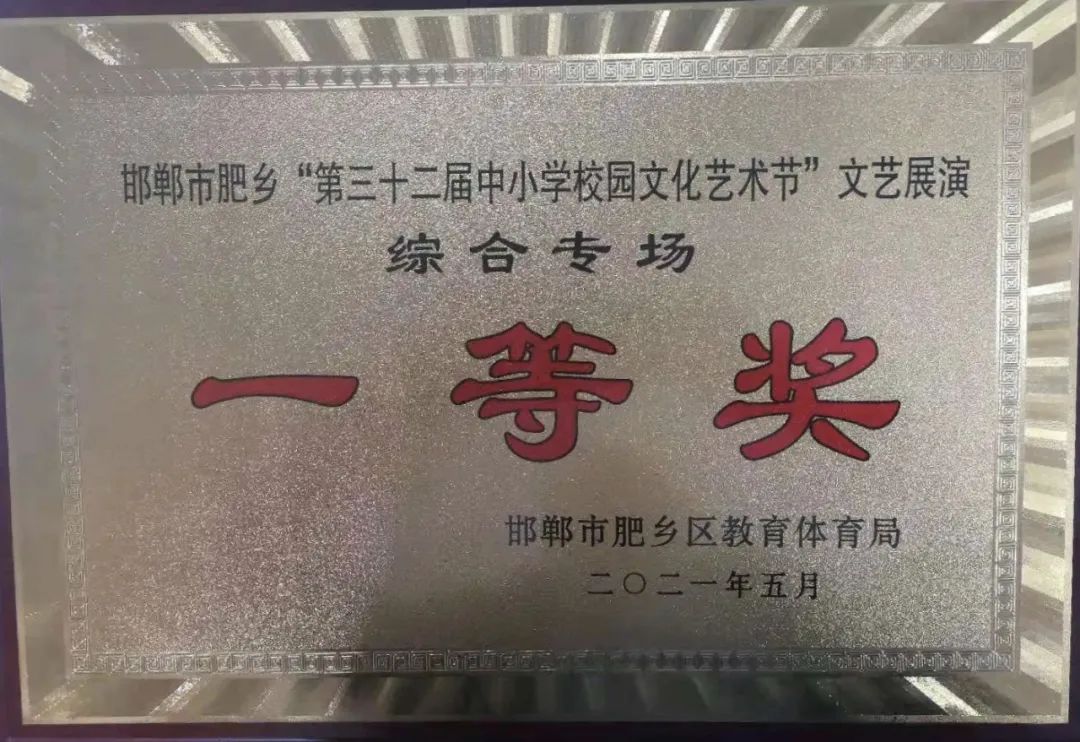 邯郸市肥乡“第三十二届中小学校园文化艺术节”文艺展演
综合专场
一等奖
邯郸市肥乡区教育体育局
二〇二一年五月